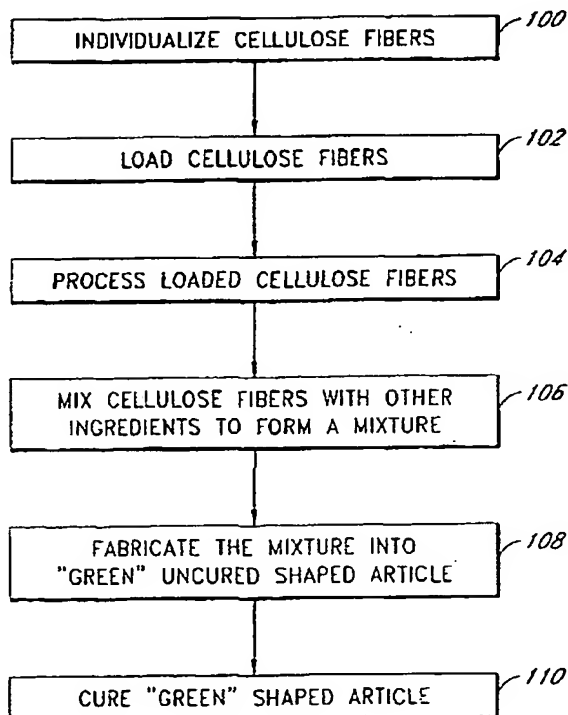 INDIVIDUALIZE CELLULOSE FIBERS
100
LOAD CELLULOSE FIBERS
102
PROCESS LOADED CELLULOSE FIBERS
104
MIX CELLULOSE FIBERS WITH OTHER
INGREDIENTS TO FORM A MIXTURE
106
FABRICATE THE MIXTURE INTO
"GREEN" UNCURED SHAPED ARTICLE
108
CURE "GREEN" SHAPED ARTICLE
110